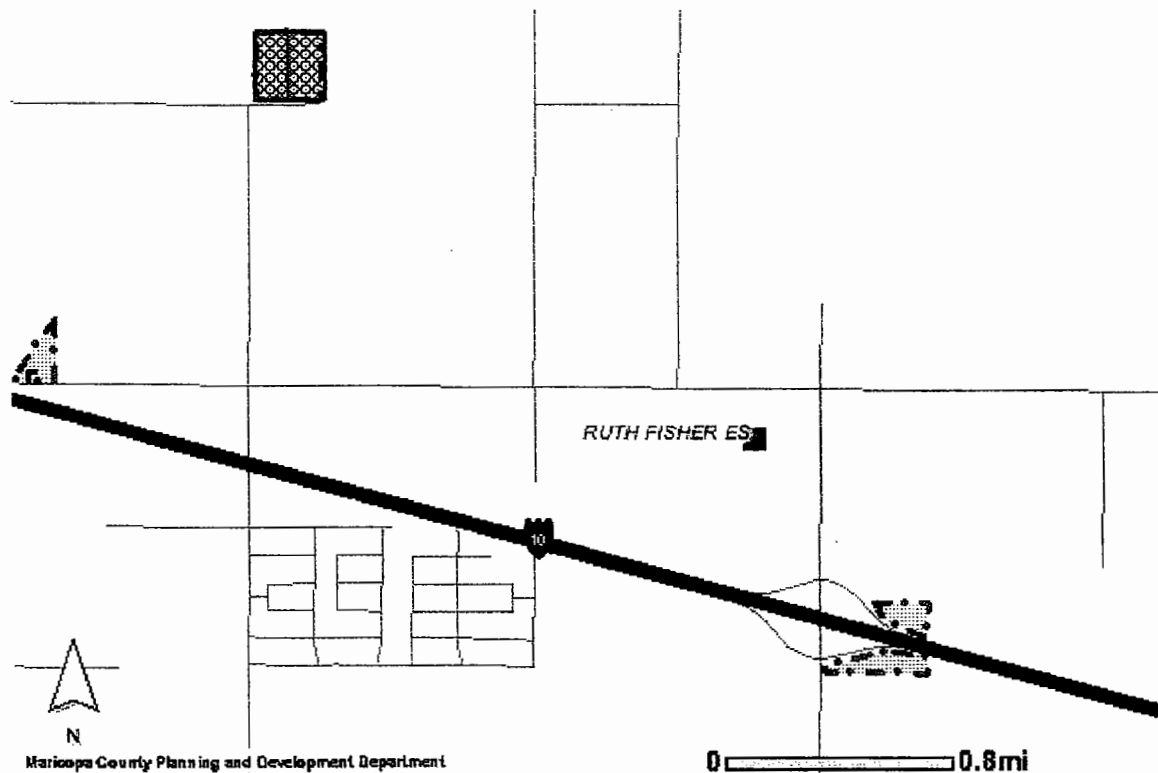 RUTH FISHER ES
10
N
Maricopa County Planning and Development Department
0 0.8mi